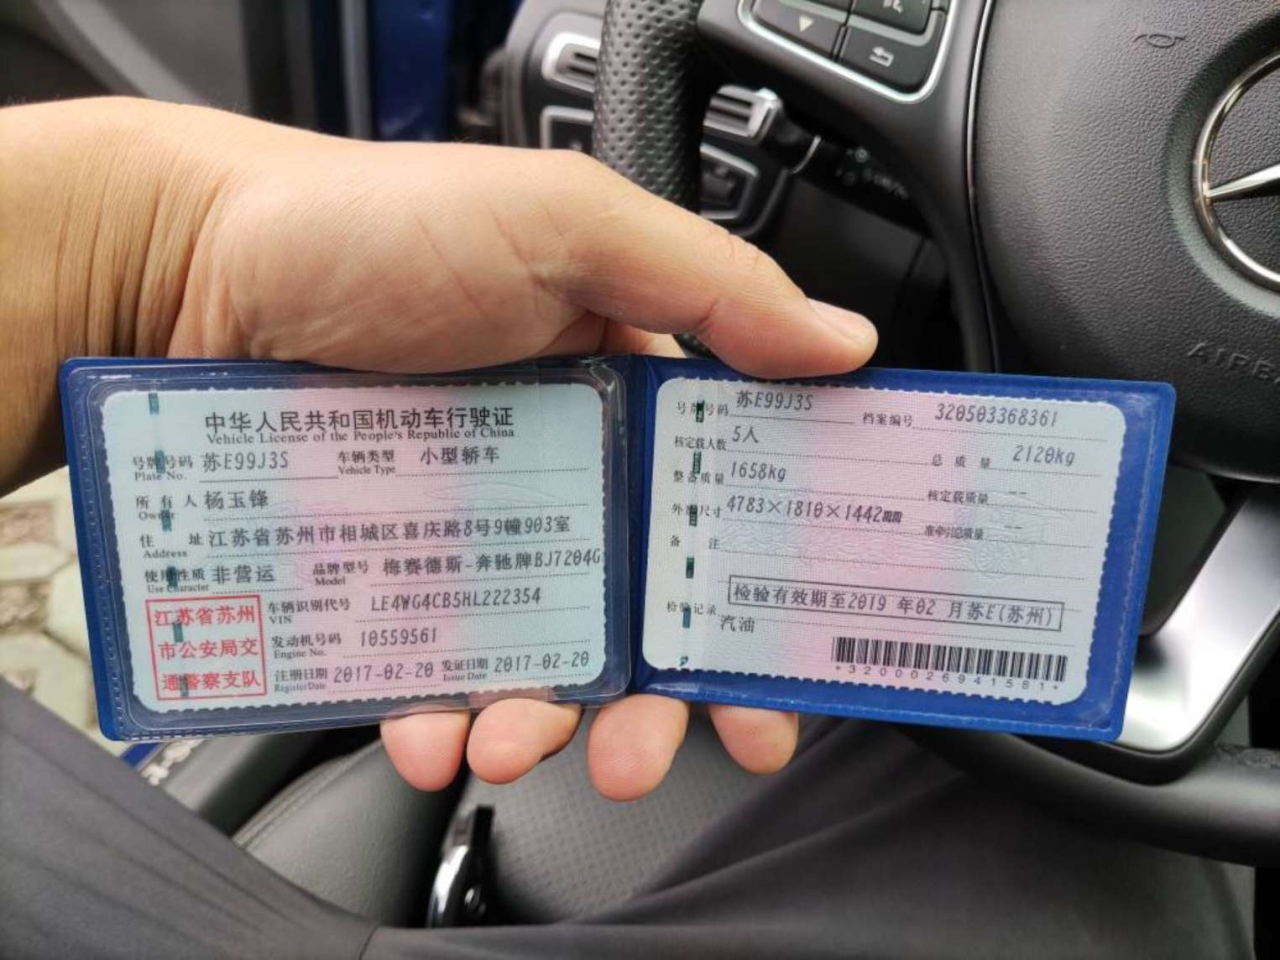 中华人民共和国机动车行驶证
Vehicle License of the People's Republic of China
号牌号码 苏E99J3S 车辆类型 小型轿车
Plate No. Vehicle Type
所有人 杨玉锋
Owner
住址 江苏省苏州市相城区喜庆路8号9幢903室
Address
使用性质 非营运 品牌型号 梅赛德斯-奔驰牌BJ7204G
Use Character Model
江苏省苏州
市公安局交
通警察支队
车辆识别代号 LE4WG4CB5HL222354
VIN
发动机号码 10559561
Engine No.
注册日期 2017-02-20 发证日期 2017-02-20
Register Date Issue Date
号牌号码 苏E99J3S 档案编号 320503368361
核定载人数 5人 总质量 2120kg
整备质量 1658kg 核定载质量 --
外廓尺寸 4783×1810×1442mm 准牵引总质量 --
备注
检验记录 检验有效期至2019年02月苏E(苏州)
汽油
*3200026941581*
AIRB